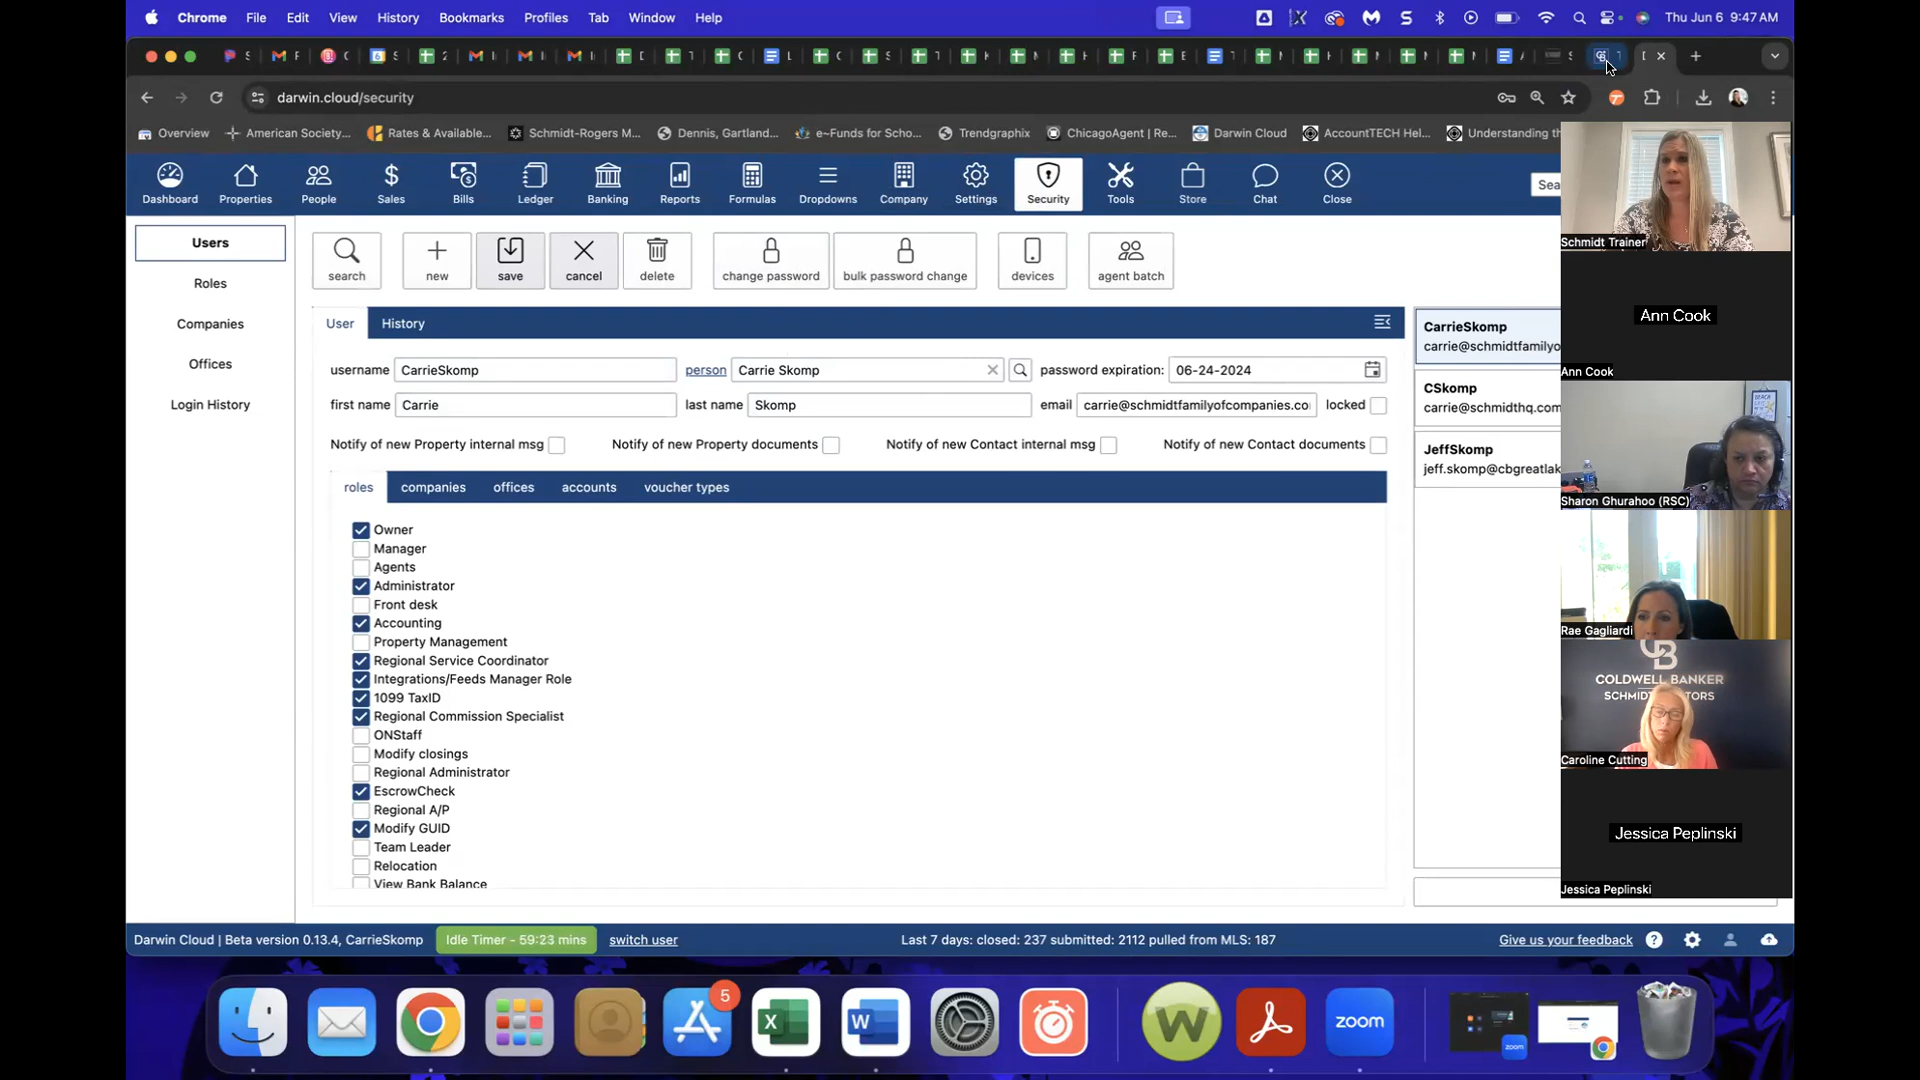 Chrome File Edit View History Bookmarks Profiles Tab Window Help Thu Jun 6 9:47 AM
darwin.cloud/security
Overview American Society... Rates & Available... Schmidt-Rogers M... Dennis, Gartland... e~Funds for Scho... Trendgraphix ChicagoAgent | Re... Darwin Cloud AccountTECH Hel... Understanding th
Dashboard Properties People Sales Bills Ledger Banking Reports Formulas Dropdowns Company Settings Security Tools Store Chat Close Sea
Users
Roles
Companies
Offices
Login History
search new save cancel delete change password bulk password change devices agent batch
User History
username CarrieSkomp person Carrie Skomp password expiration: 06-24-2024
first name Carrie last name Skomp email carrie@schmidtfamilyofcompanies.co locked
Notify of new Property internal msg Notify of new Property documents Notify of new Contact internal msg Notify of new Contact documents
roles companies offices accounts voucher types
Owner
Manager
Agents
Administrator
Front desk
Accounting
Property Management
Regional Service Coordinator
Integrations/Feeds Manager Role
1099 TaxID
Regional Commission Specialist
ONStaff
Modify closings
Regional Administrator
EscrowCheck
Regional A/P
Modify GUID
Team Leader
Relocation
View Bank Balance
CarrieSkomp
carrie@schmidtfamilyo
CSkomp
carrie@schmidthq.com
JeffSkomp
jeff.skomp@cbgreatlak
Schmidt Trainer
Ann Cook
Ann Cook
Sharon Ghurahoo (RSC)
Rae Gagliardi
COLDWELL BANKER
Caroline Cutting
Jessica Peplinski
Jessica Peplinski
Darwin Cloud | Beta version 0.13.4, CarrieSkomp Idle Timer - 59:23 mins switch user Last 7 days: closed: 237 submitted: 2112 pulled from MLS: 187 Give us your feedback
5
zoom
zoom